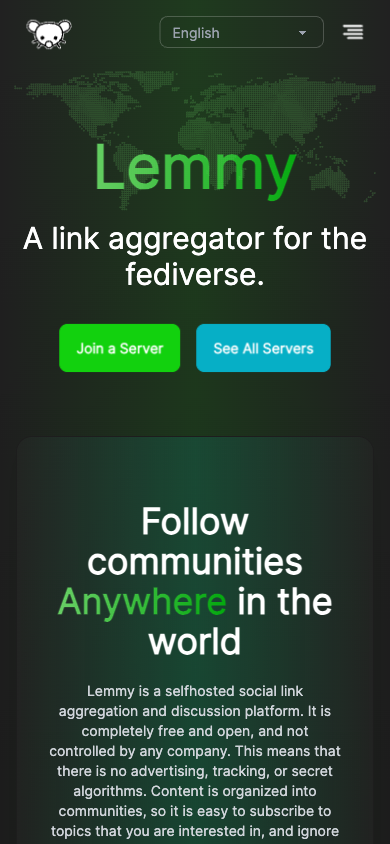 English
Lemmy
A link aggregator for the
fediverse.
Join a Server
See All Servers
Follow
communities
Anywhere in the
world
Lemmy is a selfhosted social link
aggregation and discussion platform. It is
completely free and open, and not
controlled by any company. This means that
there is no advertising, tracking, or secret
algorithms. Content is organized into
communities, so it is easy to subscribe to
topics that you are interested in, and ignore